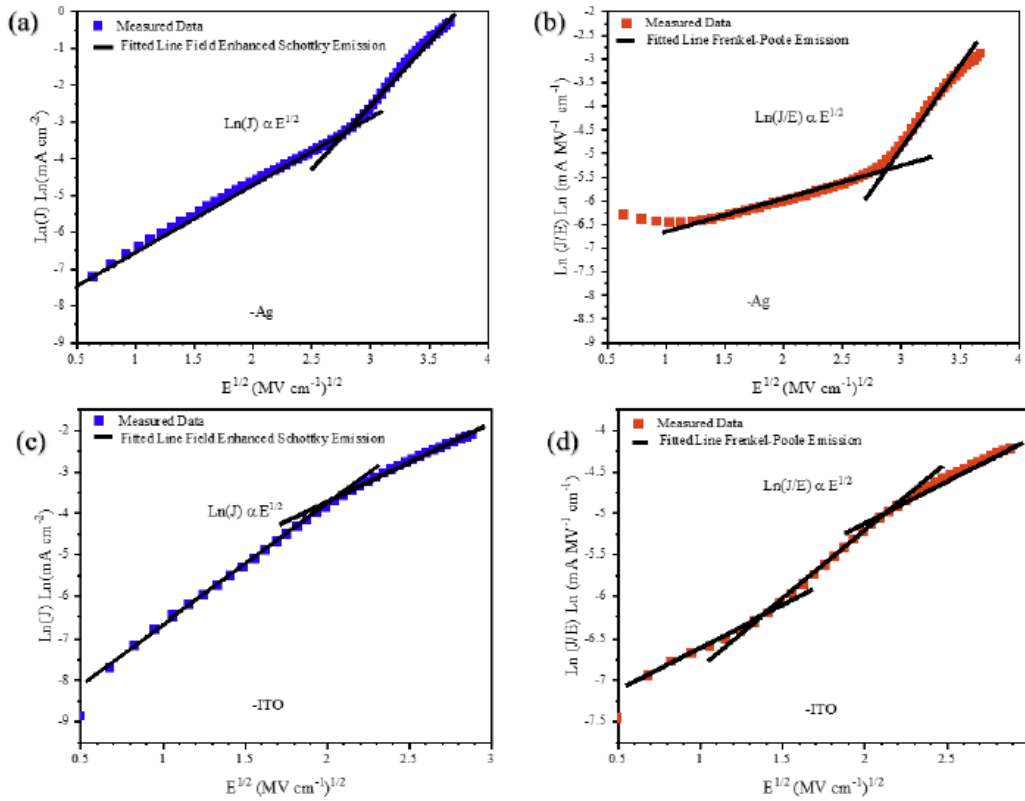 (a)
Measured Data
Fitted Line Field Enhanced Schottky Emission
Ln(J) ∝ E1/2
-Ag
Ln(J) Ln(mA cm-2)
0
-1
-2
-3
-4
-5
-6
-7
-8
-9
0.5
1
1.5
2
2.5
3
3.5
4
E1/2 (MV cm-1)1/2
(b)
Measured Data
Fitted Line Frenkel-Poole Emission
Ln(J/E) ∝ E1/2
-Ag
Ln (J/E) Ln (mA MV-1 cm-1)
-2
-2.5
-3
-3.5
-4
-4.5
-5
-5.5
-6
-6.5
-7
-7.5
-8
-8.5
0.5
1
1.5
2
2.5
3
3.5
4
E1/2 (MV cm-1)1/2
(c)
Measured Data
Fitted Line Field Enhanced Schottky Emission
Ln(J) ∝ E1/2
-ITO
Ln(J) Ln(mA cm-2)
-2
-3
-4
-5
-6
-7
-8
-9
0.5
1
1.5
2
2.5
3
E1/2 (MV cm-1)1/2
(d)
Measured Data
Fitted Line Frenkel-Poole Emission
Ln(J/E) ∝ E1/2
-ITO
Ln (J/E) Ln (mA MV-1 cm-1)
-4
-4.5
-5
-5.5
-6
-6.5
-7
-7.5
0.5
1
1.5
2
2.5
E1/2 (MV cm-1)1/2